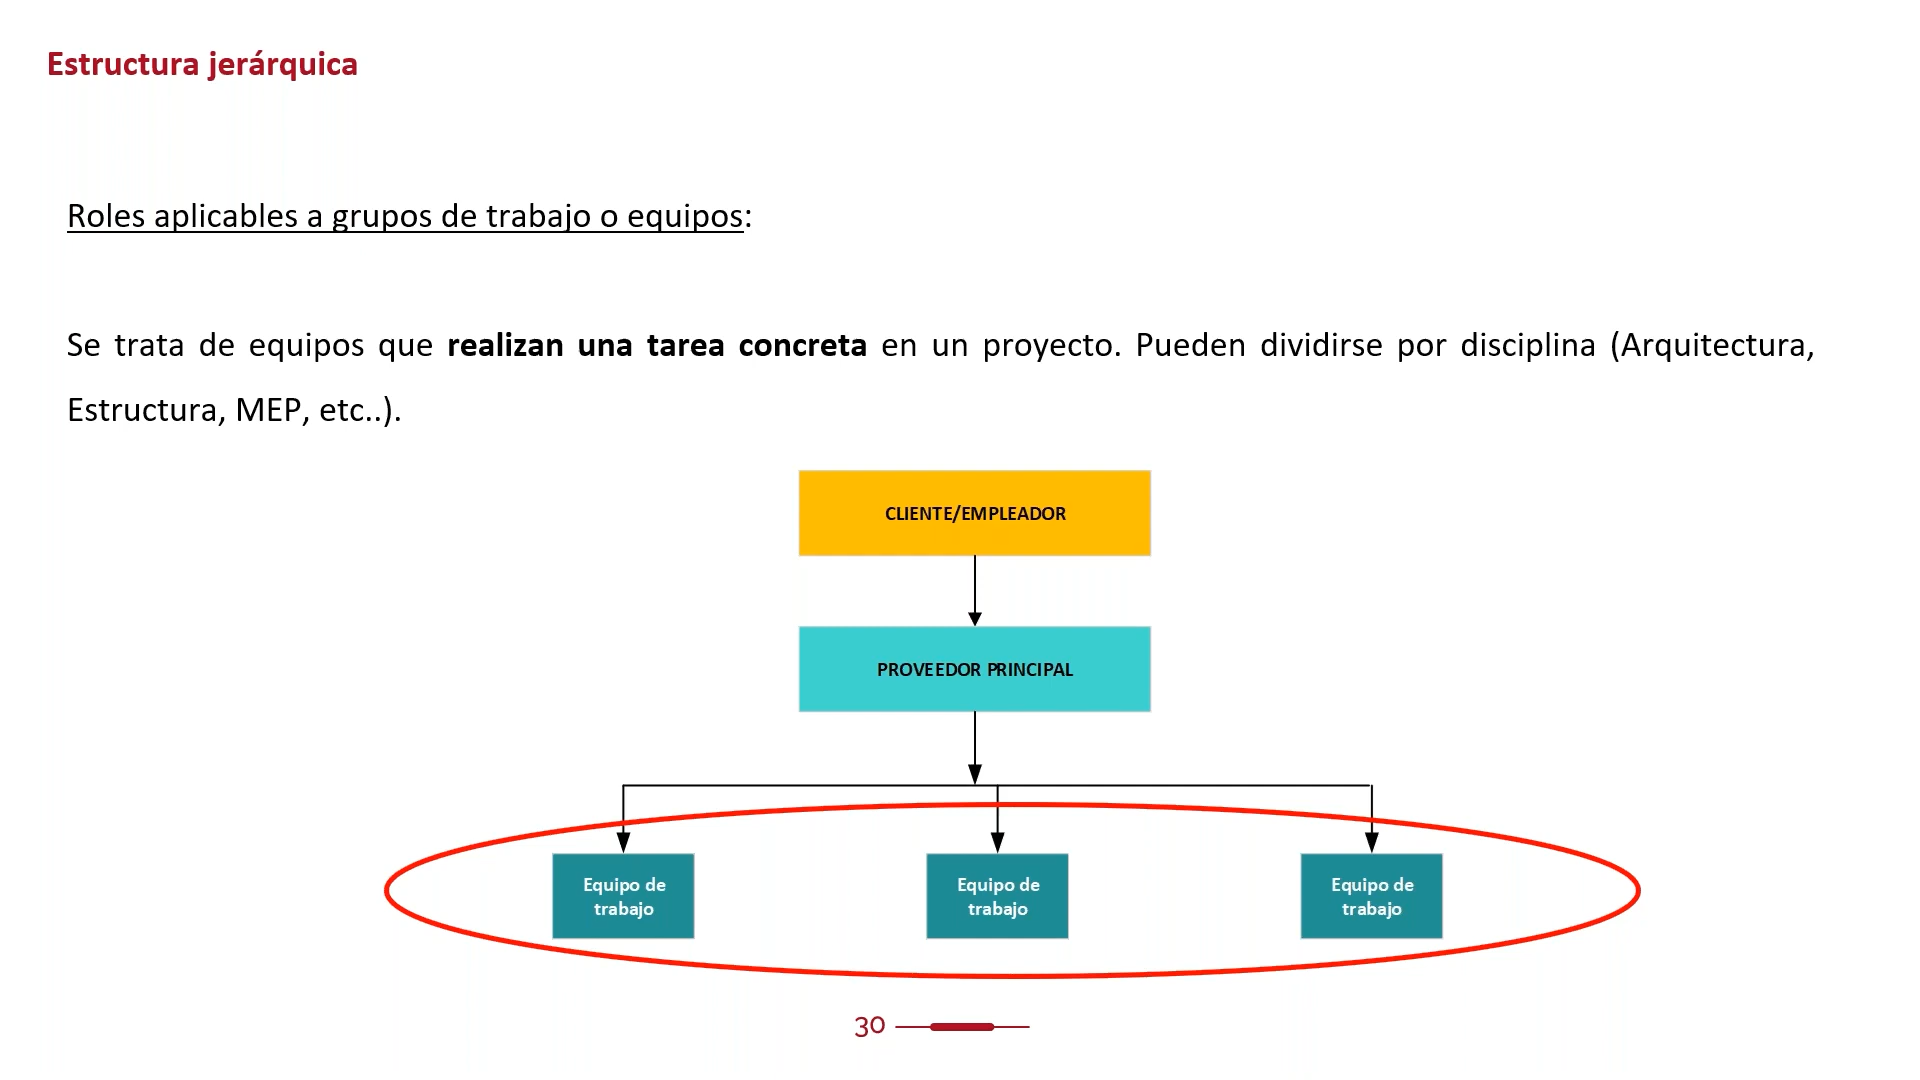 Estructura jerárquica
Roles aplicables a grupos de trabajo o equipos:
Se trata de equipos que realizan una tarea concreta en un proyecto. Pueden dividirse por disciplina (Arquitectura,
Estructura, MEP, etc..).
CLIENTE/EMPLEADOR
PROVEEDOR PRINCIPAL
Equipo de
trabajo
Equipo de
trabajo
Equipo de
trabajo
30